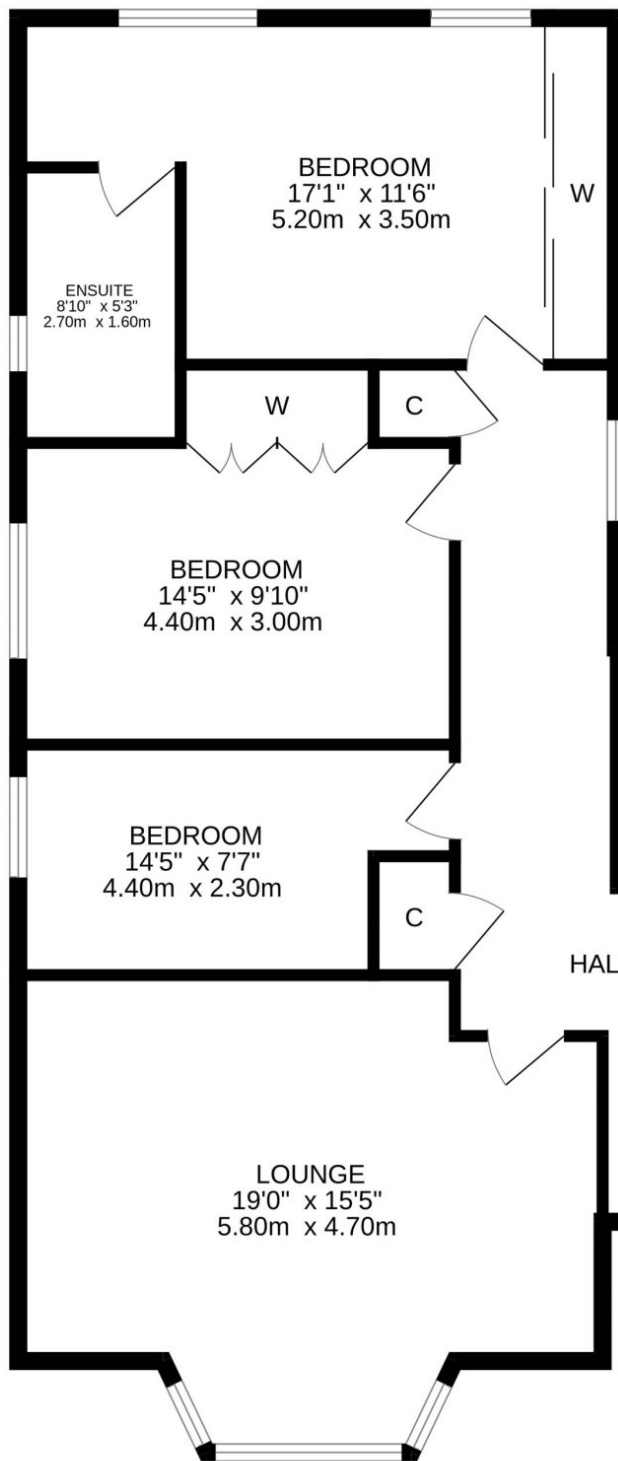 BEDROOM
17'1" x 11'6"
5.20m x 3.50m
W
ENSUITE
8'10" x 5'3"
2.70m x 1.60m
W
C
BEDROOM
14'5" x 9'10"
4.40m x 3.00m
BEDROOM
14'5" x 7'7"
4.40m x 2.30m
C
HAL
LOUNGE
19'0" x 15'5"
5.80m x 4.70m